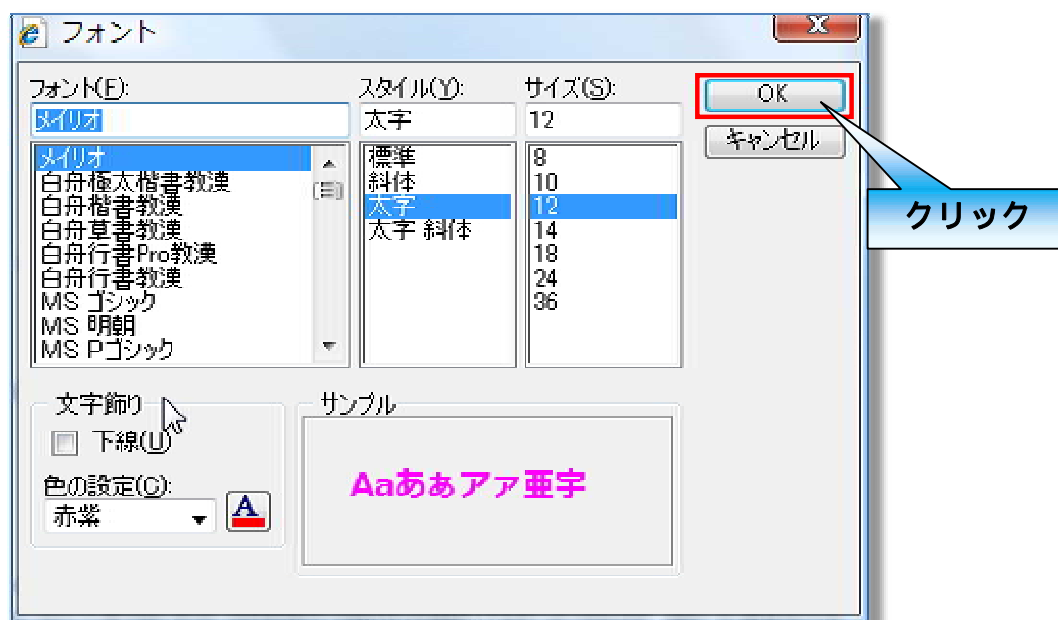 フォント
フォント(F):
スタイル(Y):
サイズ(S):
メイリオ
太字
12
OK
キャンセル
クリック
メイリオ
白舟極太楷書教漢
白舟楷書教漢
白舟草書教漢
白舟行書Pro教漢
白舟行書教漢
MS ゴシック
MS 明朝
MS Pゴシック
標準
斜体
太字
太字 斜体
8
10
12
14
18
24
36
文字飾り
下線(U)
色の設定(C):
赤紫
A
サンプル
Aaあぁアァ亜宇